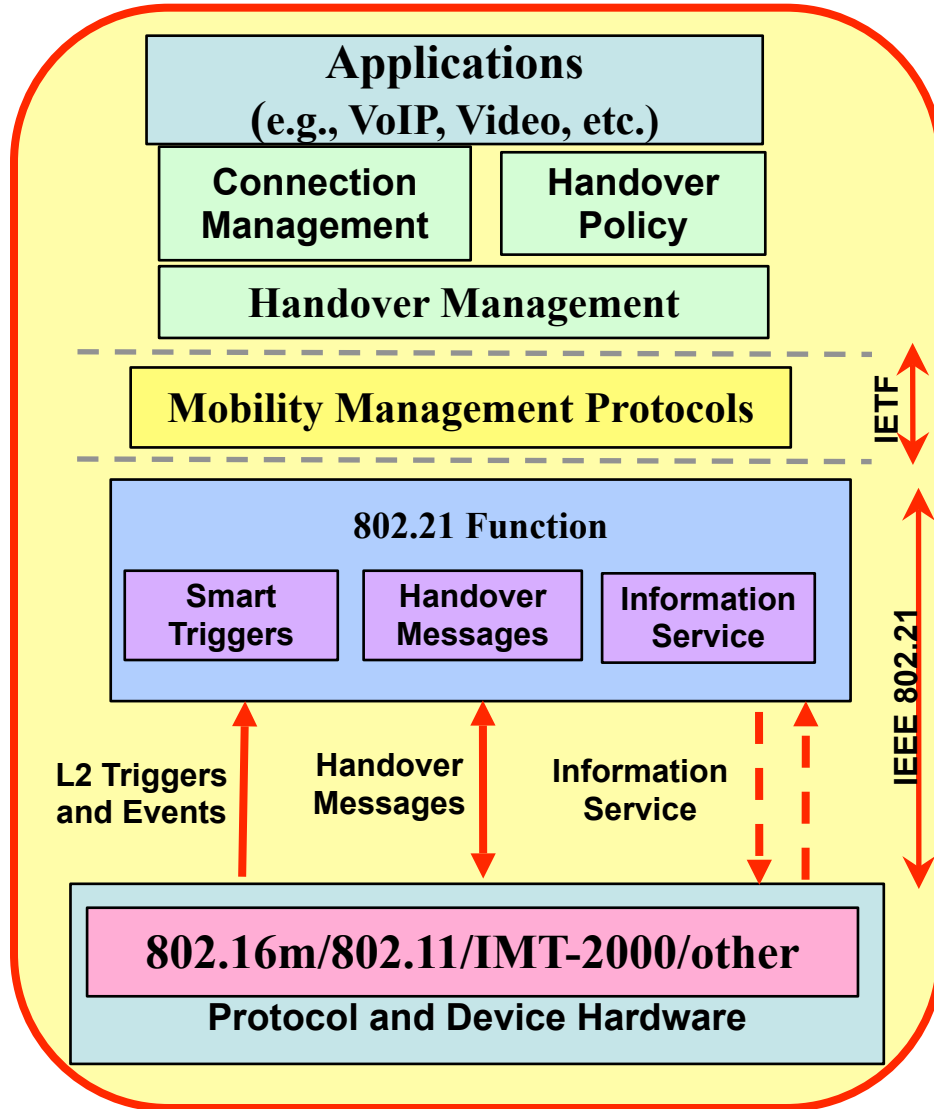 Applications
(e.g., VoIP, Video, etc.)
Connection
Management
Handover
Policy
Handover Management
Mobility Management Protocols
IETF
802.21 Function
Smart
Triggers
Handover
Messages
Information
Service
IEEE 802.21
L2 Triggers
and Events
Handover
Messages
Information
Service
802.16m/802.11/IMT-2000/other
Protocol and Device Hardware